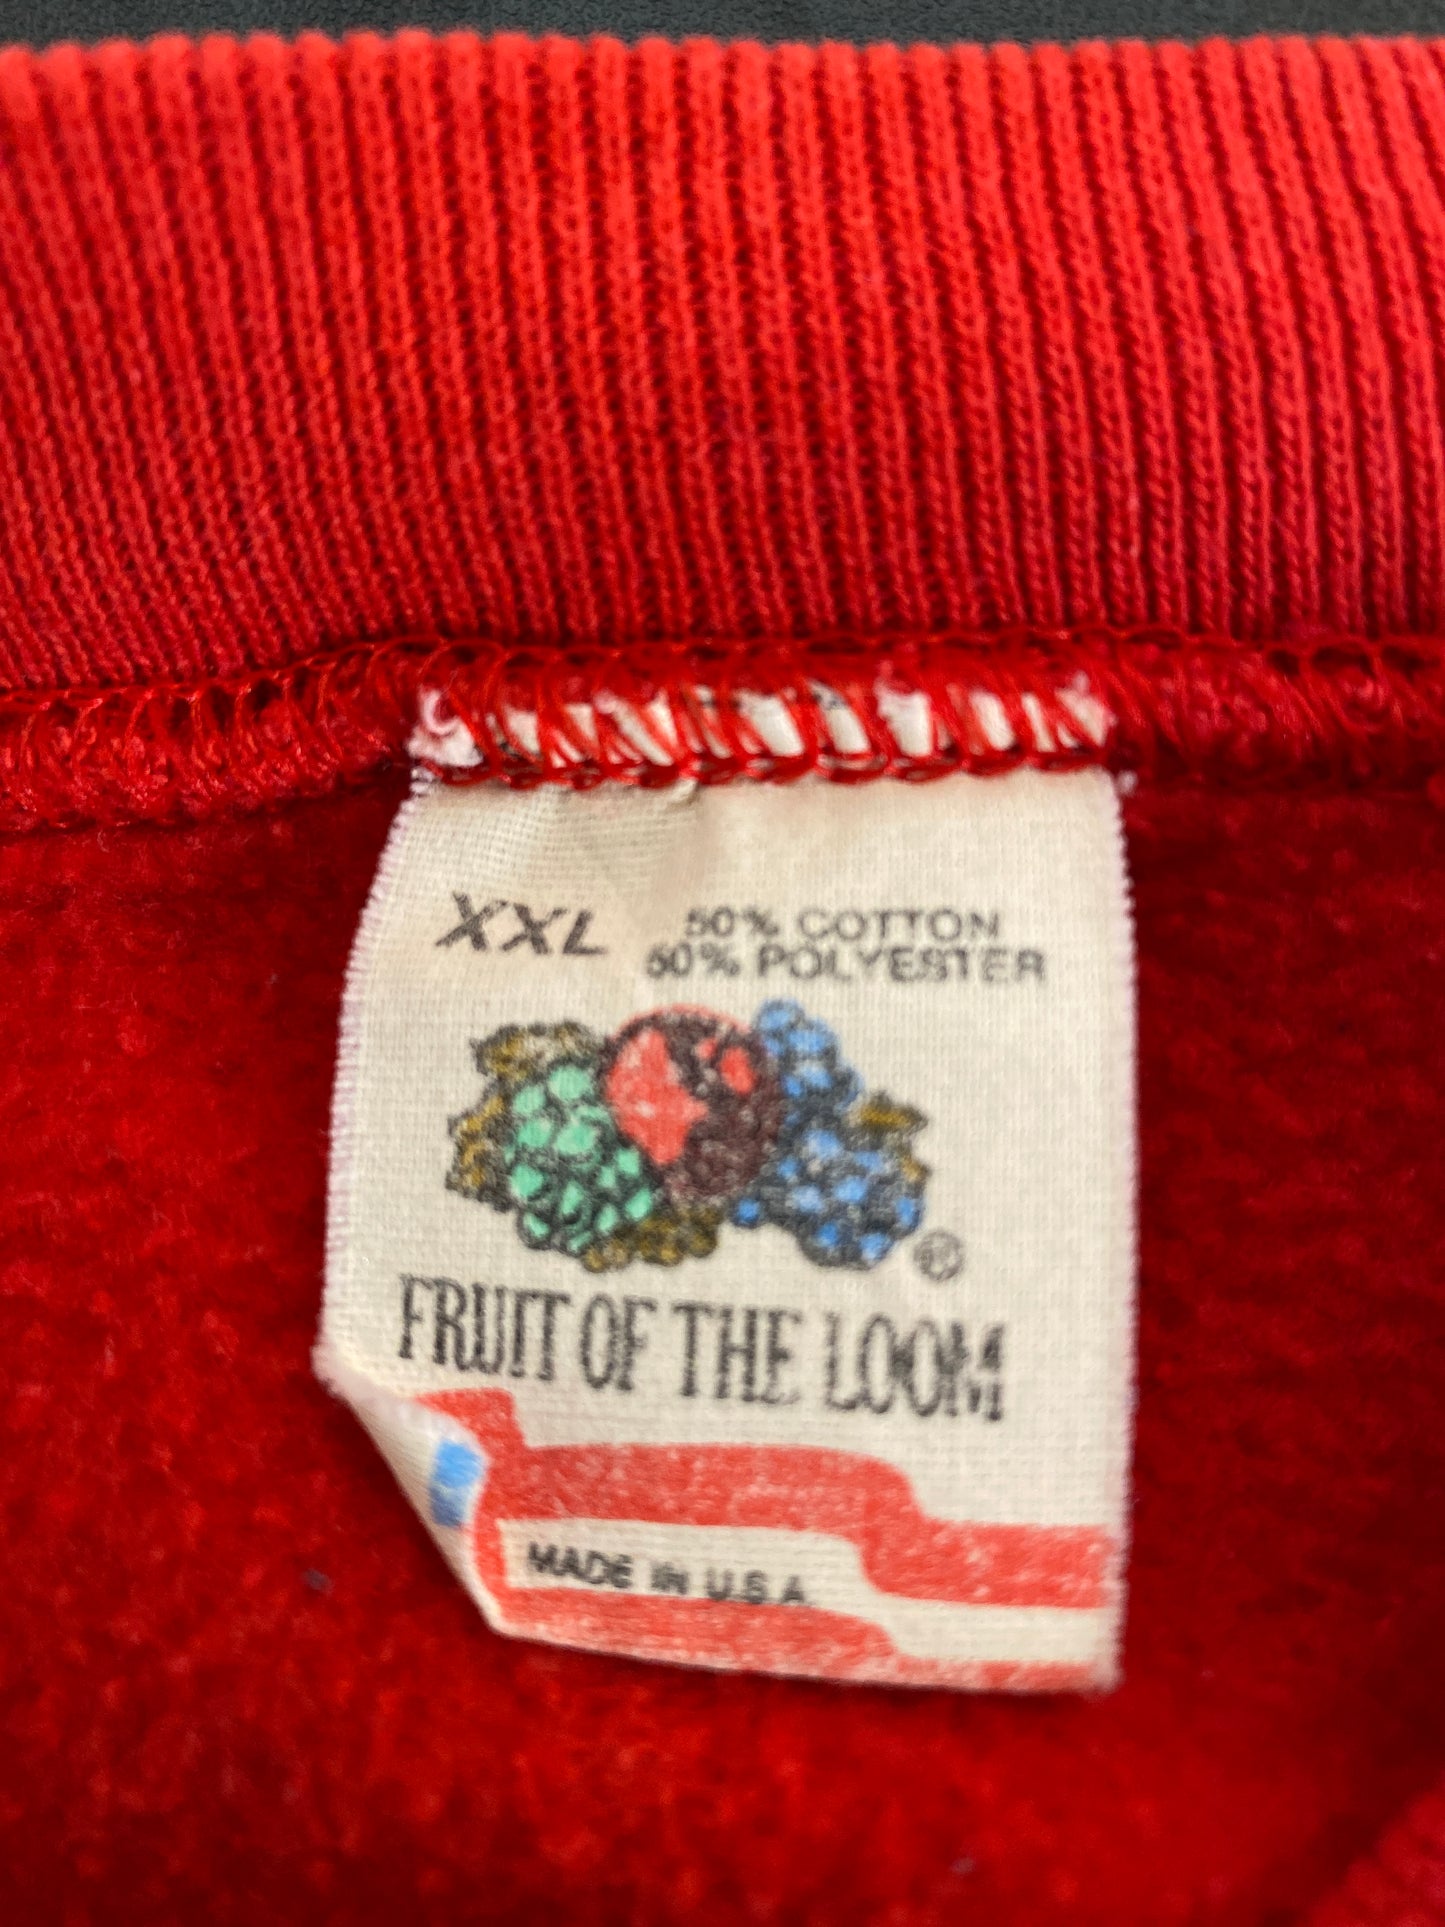 XXL 50% COTTON
50% POLYESTER
®
FRUIT OF THE LOOM
MADE IN U.S.A.